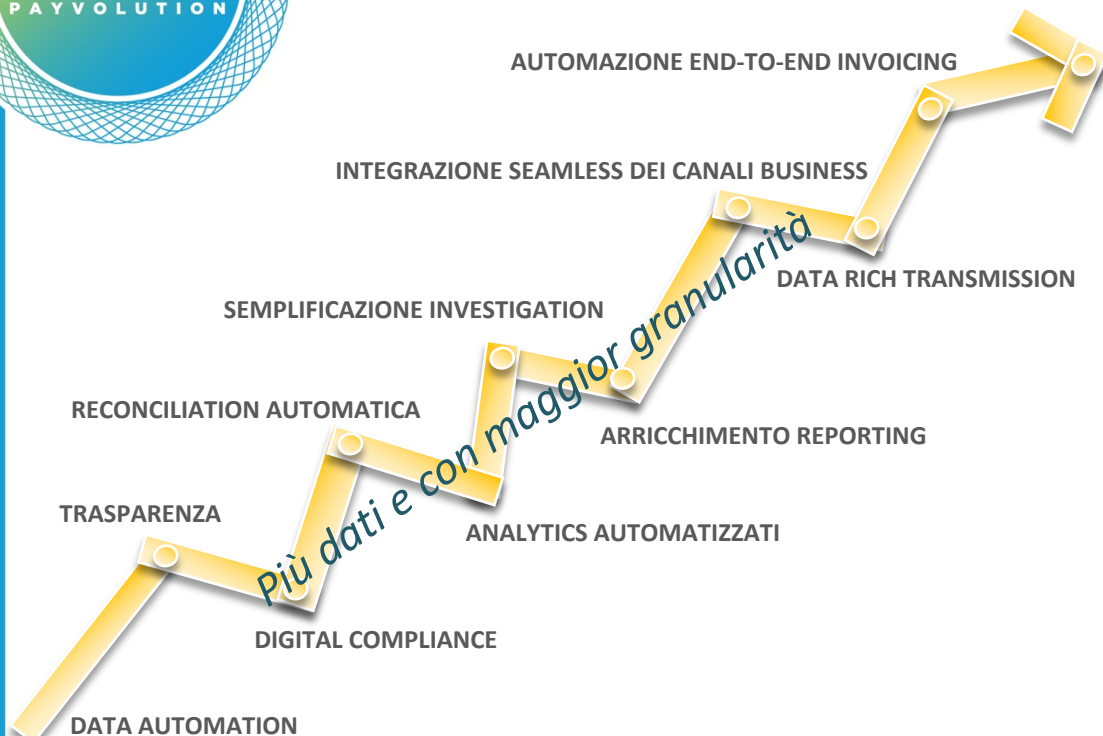 PAYVOLUTION
AUTOMAZIONE END-TO-END INVOICING
INTEGRAZIONE SEAMLESS DEI CANALI BUSINESS
DATA RICH TRANSMISSION
SEMPLIFICAZIONE INVESTIGATION
Più dati e con maggior granularità
RECONCILIATION AUTOMATICA
ARRICCHIMENTO REPORTING
TRASPARENZA
ANALYTICS AUTOMATIZZATI
DIGITAL COMPLIANCE
DATA AUTOMATION